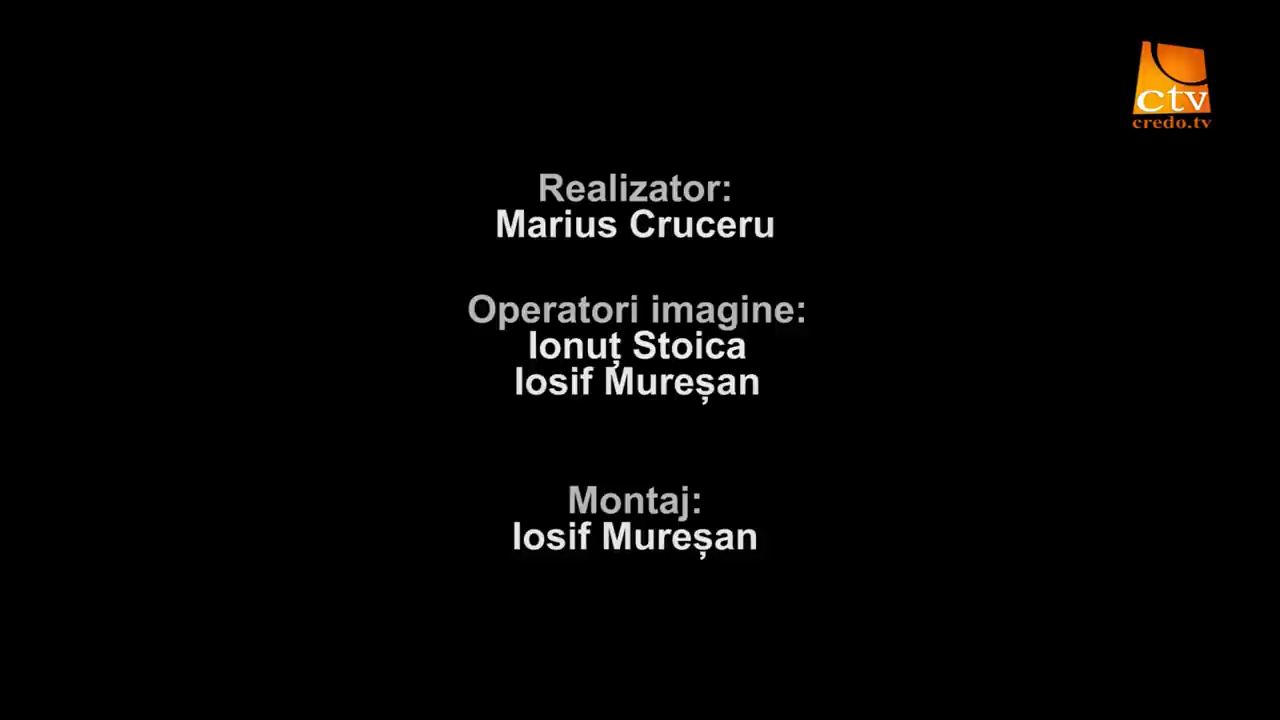 ctv
credo.tv
Realizator:
Marius Cruceru
Operatori imagine:
Ionuț Stoica
Iosif Mureșan
Montaj:
Iosif Mureșan